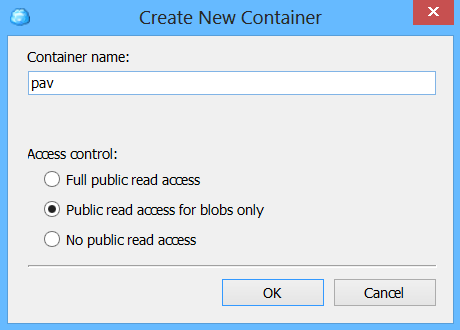 Create New Container
Container name:
pav
Access control:
Full public read access
Public read access for blobs only
No public read access
OK
Cancel